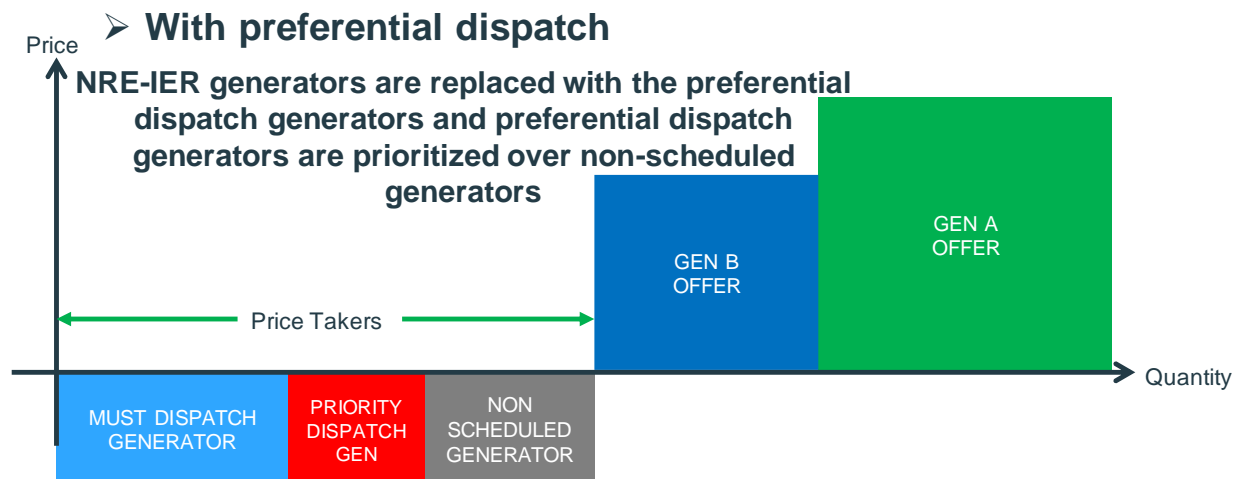 ➢ With preferential dispatch
Price
NRE-IER generators are replaced with the preferential
dispatch generators and preferential dispatch
generators are prioritized over non-scheduled
generators
GEN A
OFFER
GEN B
OFFER
Price Takers
Quantity
MUST DISPATCH
GENERATOR
PRIORITY
DISPATCH
GEN
NON
SCHEDULED
GENERATOR